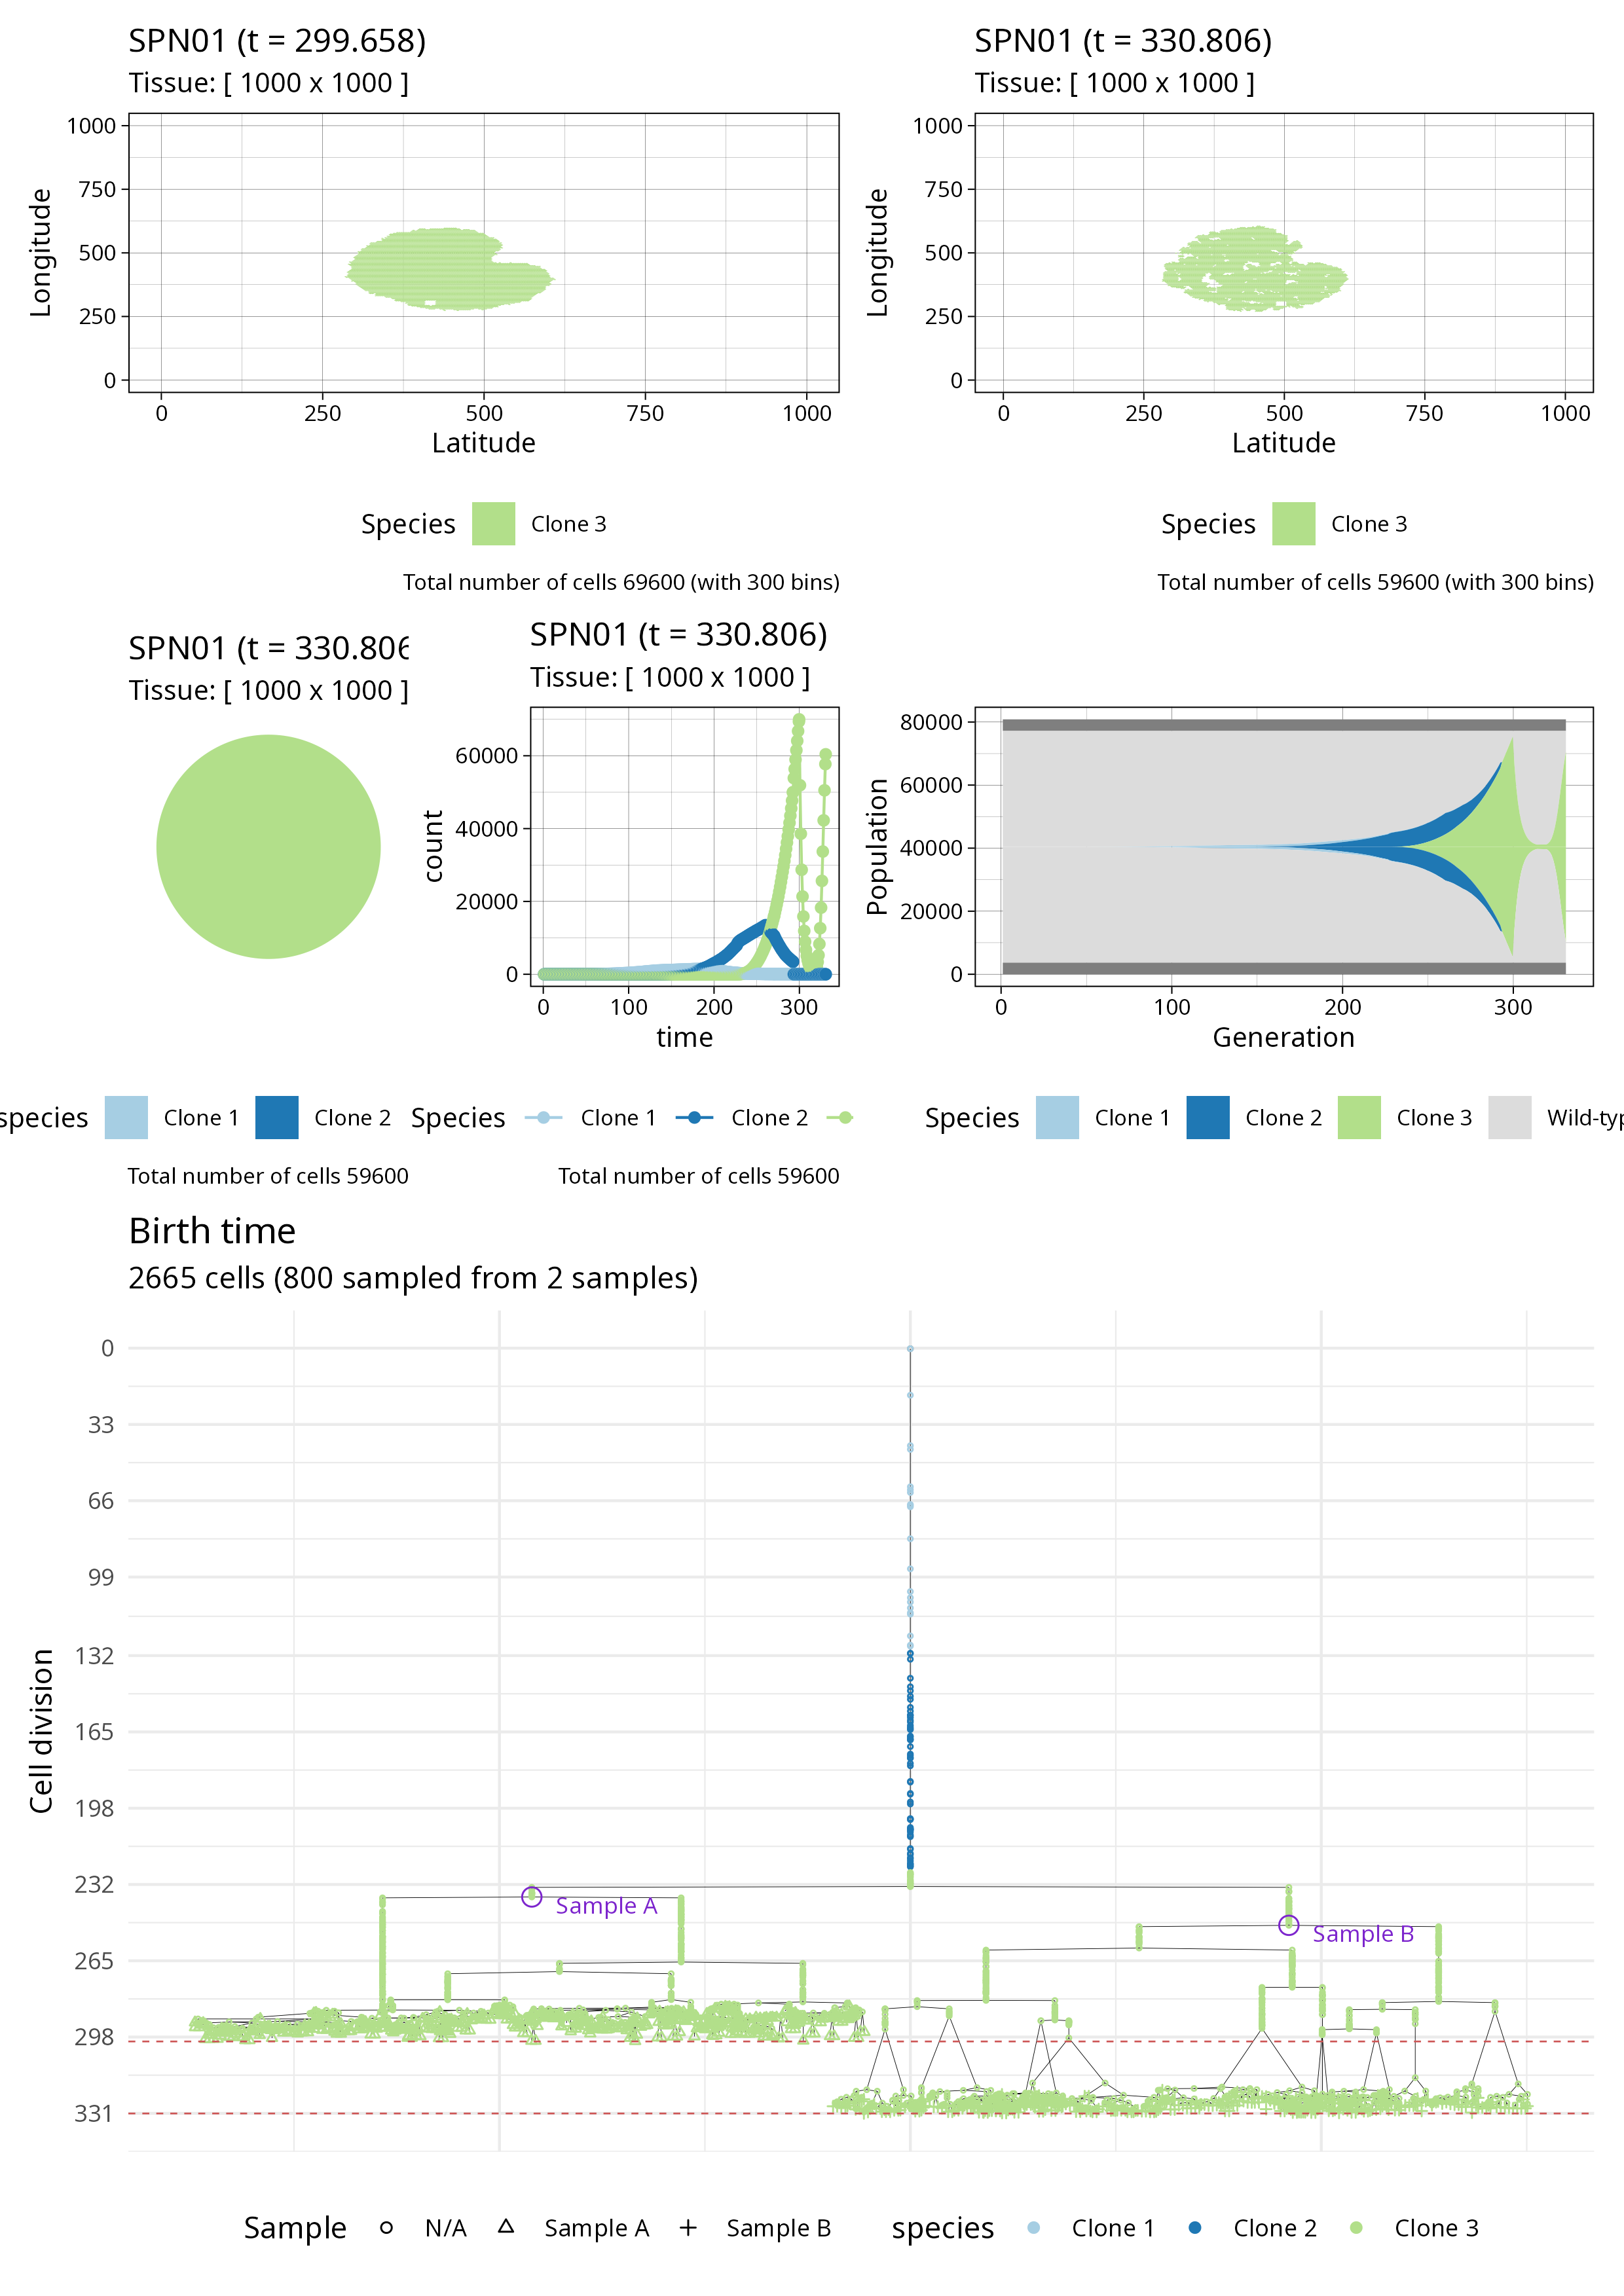 SPN01 (t = 299.658)
Tissue: [ 1000 x 1000 ]
1000
750
500
250
0
Longitude
0 250 500 750 1000
Latitude
Species Clone 3
Total number of cells 69600 (with 300 bins)
SPN01 (t = 330.806)
Tissue: [ 1000 x 1000 ]
1000
750
500
250
0
Longitude
0 250 500 750 1000
Latitude
Species Clone 3
Total number of cells 59600 (with 300 bins)
SPN01 (t = 330.806
Tissue: [ 1000 x 1000 ]
species Clone 1 Clone 2
Total number of cells 59600
SPN01 (t = 330.806)
Tissue: [ 1000 x 1000 ]
60000
40000
20000
0
count
0 100 200 300
time
Species Clone 1 Clone 2
Total number of cells 59600
80000
60000
40000
20000
0
Population
0 100 200 300
Generation
Species Clone 1 Clone 2 Clone 3 Wild-typ
Birth time
2665 cells (800 sampled from 2 samples)
0
33
66
99
132
165
198
232
265
298
331
Cell division
Sample A
Sample B
Sample N/A Sample A Sample B species Clone 1 Clone 2 Clone 3